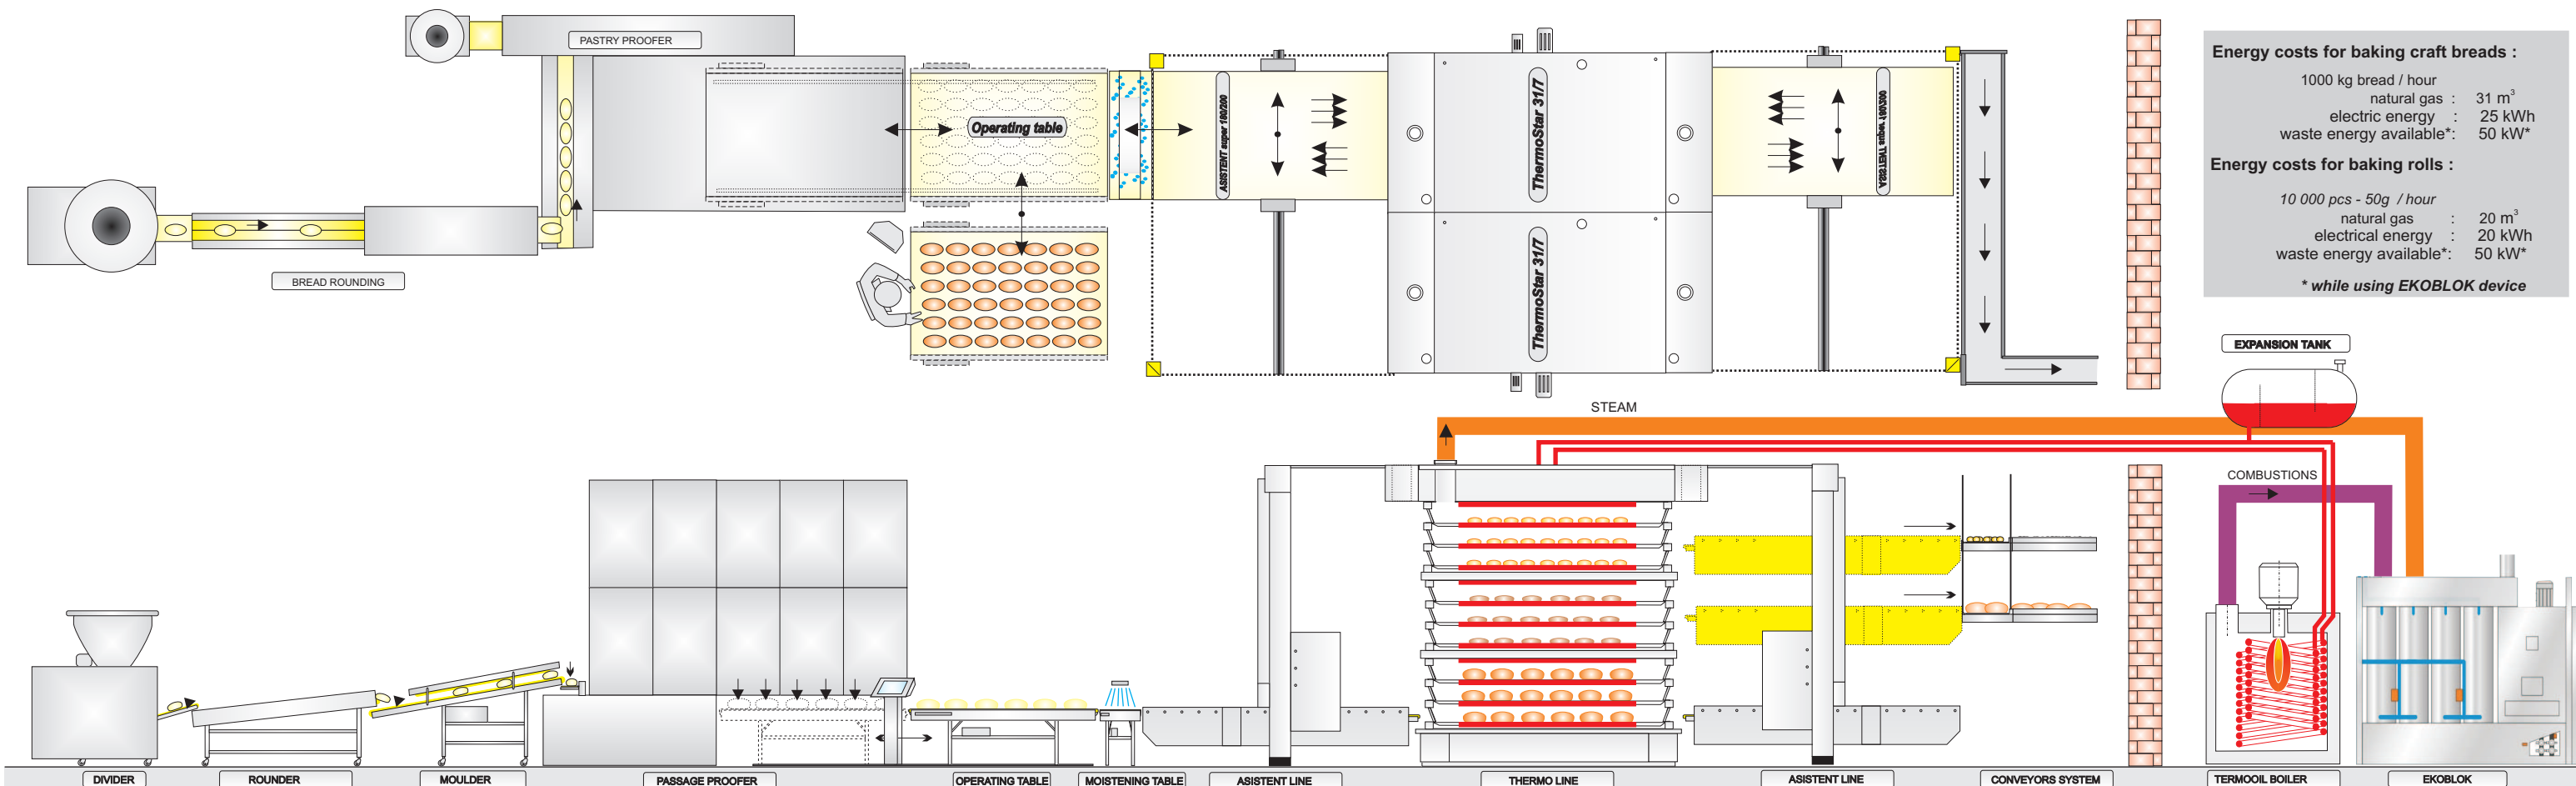 PASTRY PROOFER
BREAD ROUNDING
Operating table
ASISTENT super 180/200
ThermoStar 31/7
ThermoStar 31/7
ASISTENT super 180/200
Energy costs for baking craft breads :
1000 kg bread / hour
natural gas : 31 m³
electric energy : 25 kWh
waste energy available*: 50 kW*
Energy costs for baking rolls :
10 000 pcs - 50g / hour
natural gas : 20 m³
electrical energy : 20 kWh
waste energy available*: 50 kW*
* while using EKOBLOK device
EXPANSION TANK
STEAM
COMBUSTIONS
DIVIDER
ROUNDER
MOULDER
PASSAGE PROOFER
OPERATING TABLE
MOISTENING TABLE
ASISTENT LINE
THERMO LINE
ASISTENT LINE
CONVEYORS SYSTEM
TERMOOIL BOILER
EKOBLOK